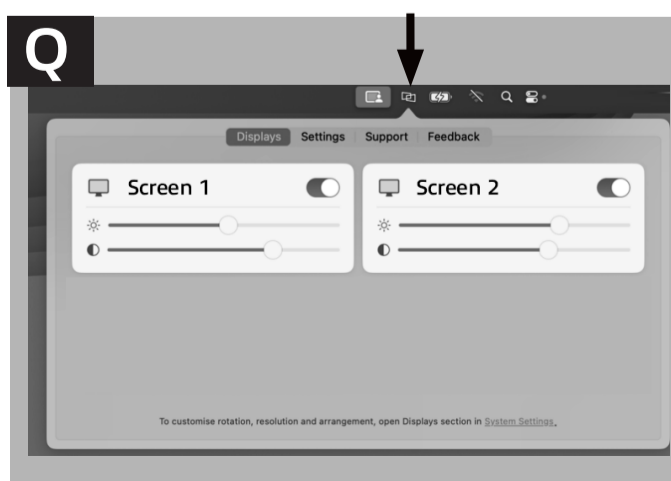 Q
Displays Settings Support Feedback
Screen 1
Screen 2
To customise rotation, resolution and arrangement, open Displays section in System Settings.